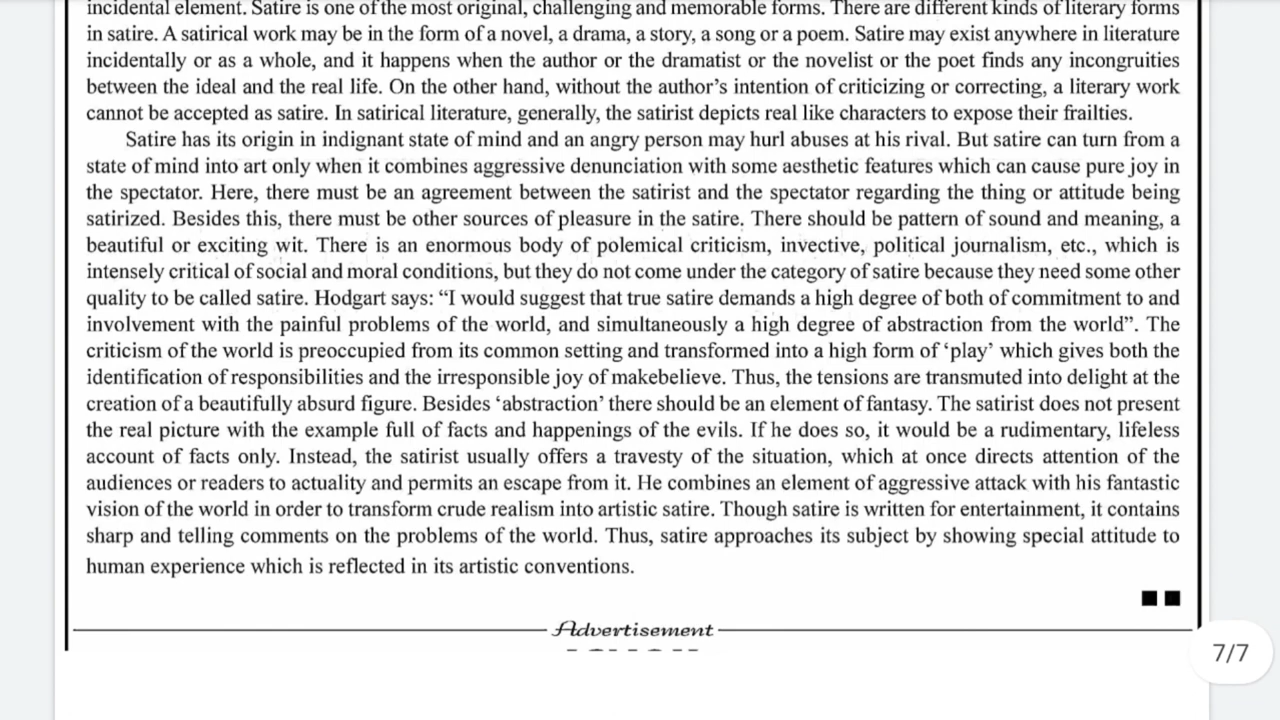 incidental element. Satire is one of the most original, challenging and memorable forms. There are different kinds of literary forms
in satire. A satirical work may be in the form of a novel, a drama, a story, a song or a poem. Satire may exist anywhere in literature
incidentally or as a whole, and it happens when the author or the dramatist or the novelist or the poet finds any incongruities
between the ideal and the real life. On the other hand, without the author’s intention of criticizing or correcting, a literary work
cannot be accepted as satire. In satirical literature, generally, the satirist depicts real like characters to expose their frailties.
Satire has its origin in indignant state of mind and an angry person may hurl abuses at his rival. But satire can turn from a
state of mind into art only when it combines aggressive denunciation with some aesthetic features which can cause pure joy in
the spectator. Here, there must be an agreement between the satirist and the spectator regarding the thing or attitude being
satirized. Besides this, there must be other sources of pleasure in the satire. There should be pattern of sound and meaning, a
beautiful or exciting wit. There is an enormous body of polemical criticism, invective, political journalism, etc., which is
intensely critical of social and moral conditions, but they do not come under the category of satire because they need some other
quality to be called satire. Hodgart says: “I would suggest that true satire demands a high degree of both of commitment to and
involvement with the painful problems of the world, and simultaneously a high degree of abstraction from the world”. The
criticism of the world is preoccupied from its common setting and transformed into a high form of ‘play’ which gives both the
identification of responsibilities and the irresponsible joy of makebelieve. Thus, the tensions are transmuted into delight at the
creation of a beautifully absurd figure. Besides ‘abstraction’ there should be an element of fantasy. The satirist does not present
the real picture with the example full of facts and happenings of the evils. If he does so, it would be a rudimentary, lifeless
account of facts only. Instead, the satirist usually offers a travesty of the situation, which at once directs attention of the
audiences or readers to actuality and permits an escape from it. He combines an element of aggressive attack with his fantastic
vision of the world in order to transform crude realism into artistic satire. Though satire is written for entertainment, it contains
sharp and telling comments on the problems of the world. Thus, satire approaches its subject by showing special attitude to
human experience which is reflected in its artistic conventions.
Advertisement
7/7